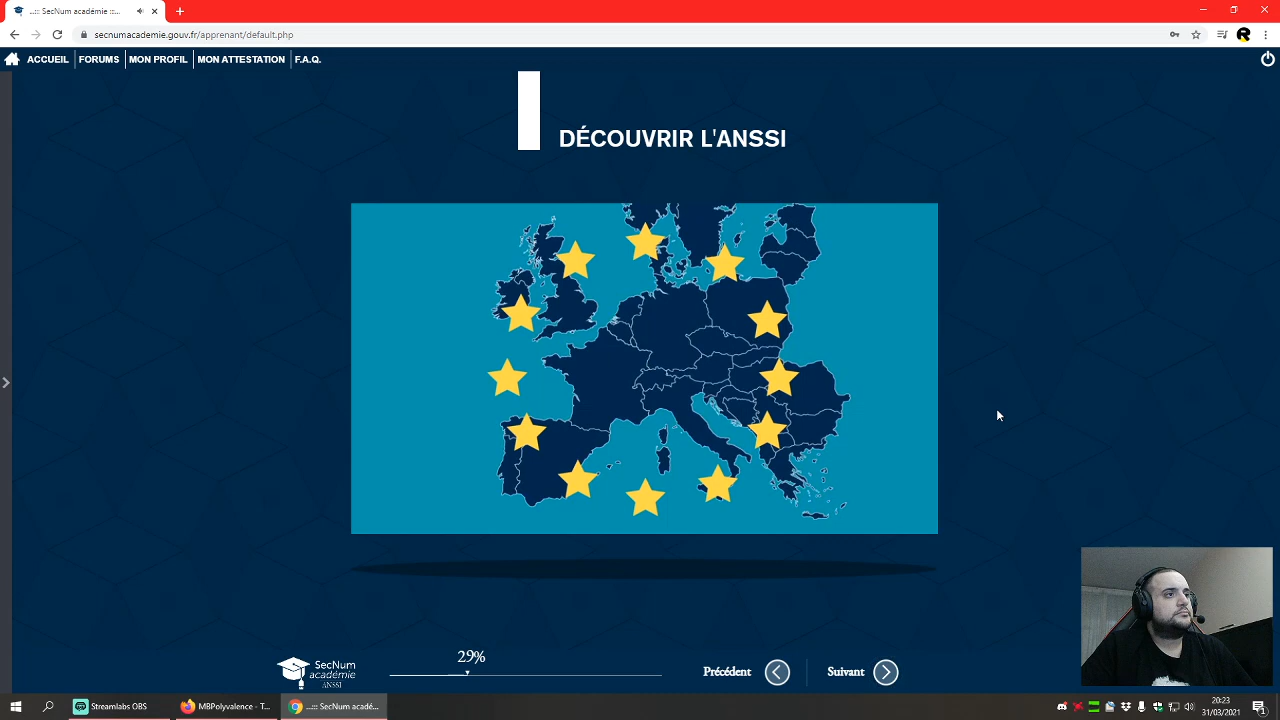 ..:: SecNum académie ::...
secnumacademie.gouv.fr/apprenant/default.php
ACCUEIL
FORUMS
MON PROFIL
MON ATTESTATION
F.A.Q.
DÉCOUVRIR L'ANSSI
29%
SecNum
académie
ANSSI
Précédent
Suivant
Streamlabs OBS
MBPolyvalence - T...
..:: SecNum acadé...
20:23
31/03/2021